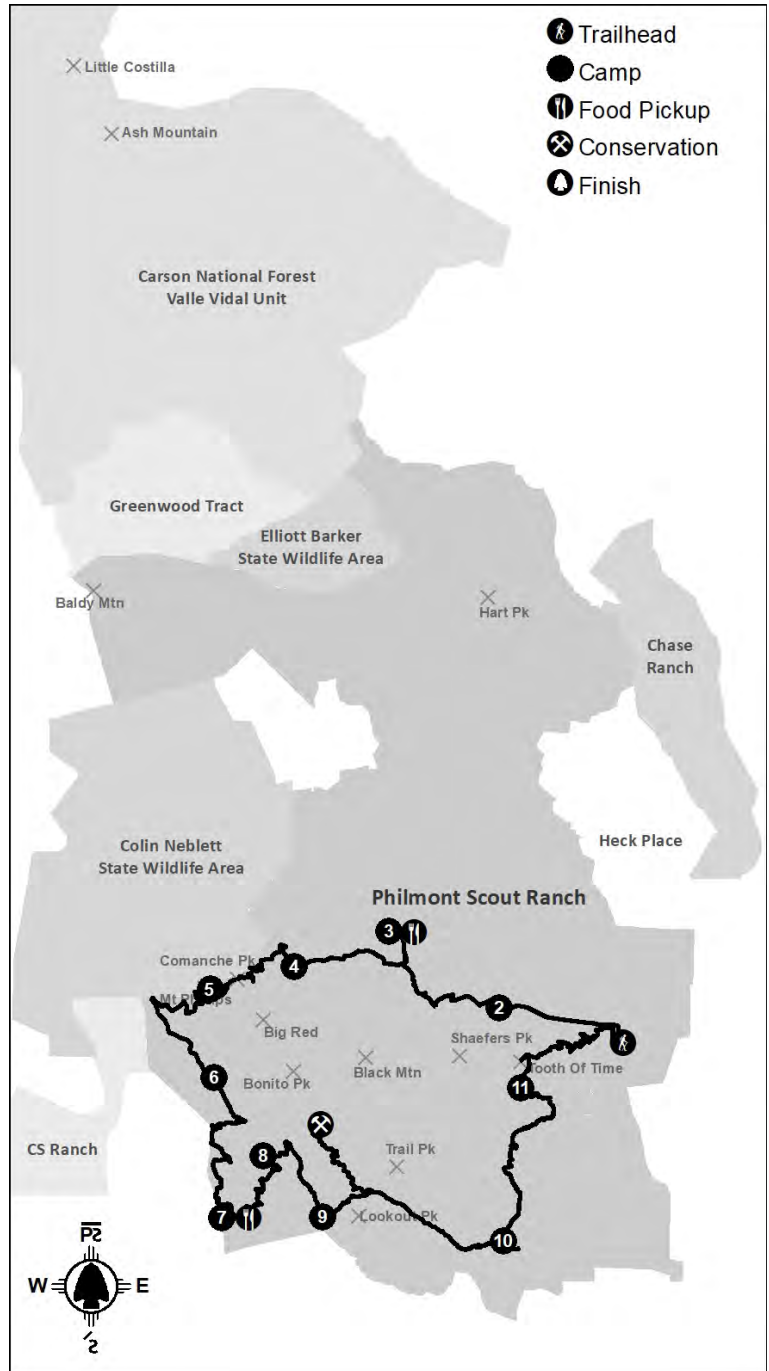 Trailhead
Camp
Food Pickup
Conservation
Finish
Little Costilla
Ash Mountain
Carson National Forest
Valle Vidal Unit
Greenwood Tract
Elliott Barker
State Wildlife Area
Baldy Mtn
Hart Pk
Chase
Ranch
Colin Neblett
State Wildlife Area
Heck Place
Philmont Scout Ranch
3
Comanche Pk
4
5
Mt Phillips
2
Big Red
Shaefers Pk
Black Mtn
Tooth Of Time
6
Bonito Pk
11
CS Ranch
8
Trail Pk
7
9
Lookout Pk
10
W
E